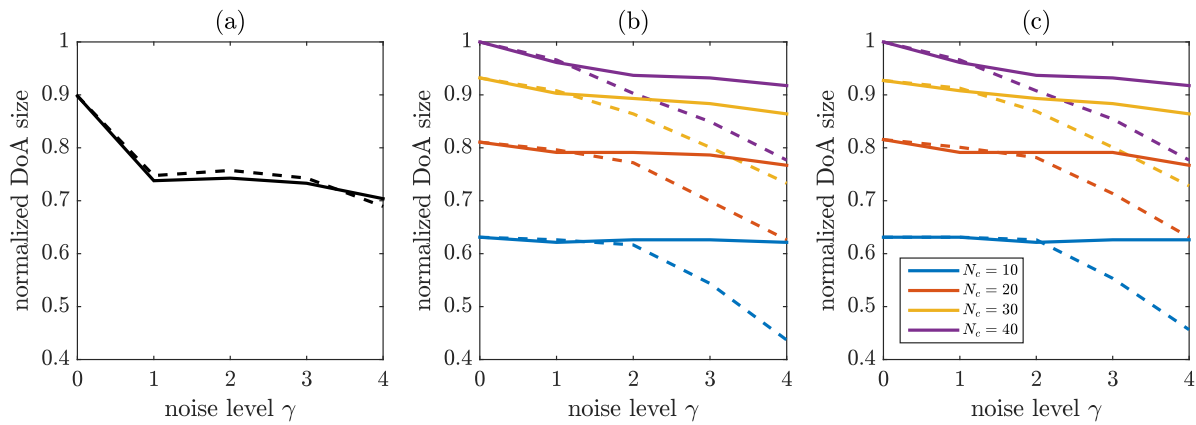 (a)
1
0.9
0.8
0.7
0.6
0.5
0.4
0 1 2 3 4
normalized DoA size
noise level γ
(b)
1
0.9
0.8
0.7
0.6
0.5
0.4
0 1 2 3 4
normalized DoA size
noise level γ
(c)
1
0.9
0.8
0.7
0.6
0.5
0.4
0 1 2 3 4
normalized DoA size
noise level γ
N_c = 10
N_c = 20
N_c = 30
N_c = 40